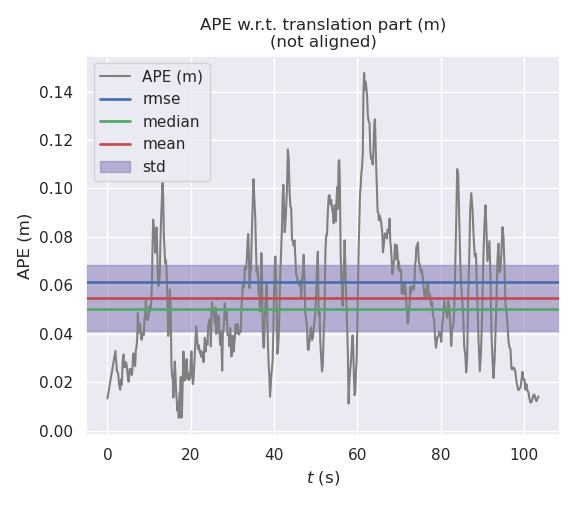 APE w.r.t. translation part (m)
(not aligned)
APE (m)
rmse
median
mean
std
0.14
0.12
0.10
0.08
0.06
0.04
0.02
0.00
APE (m)
0 20 40 60 80 100
t (s)